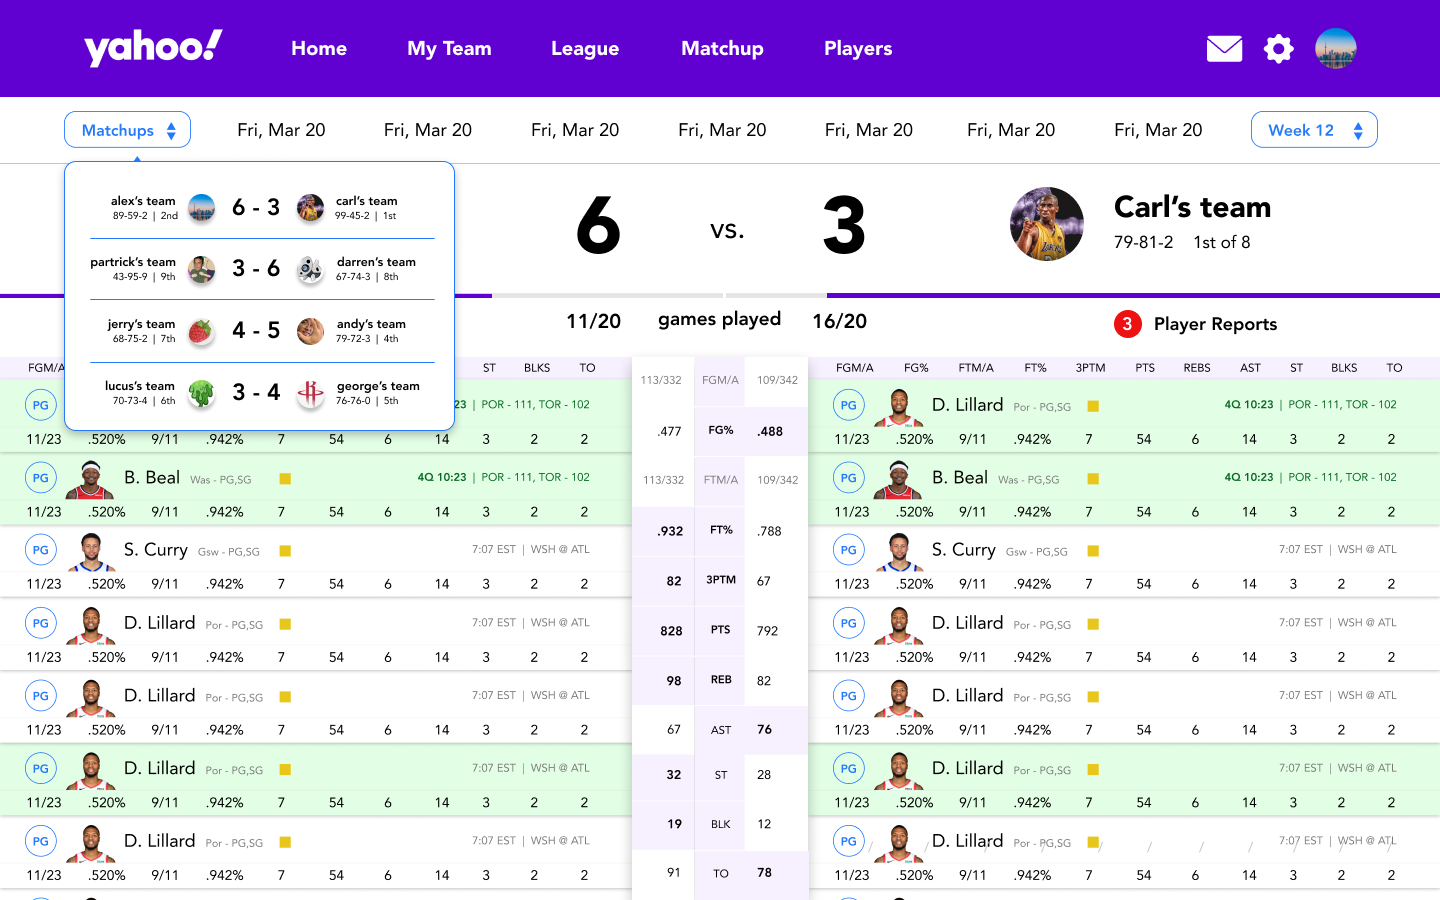 yahoo!
Home My Team League Matchup Players
Matchups Fri, Mar 20 Fri, Mar 20 Fri, Mar 20 Fri, Mar 20 Fri, Mar 20 Fri, Mar 20 Fri, Mar 20 Week 12
alex's team 6 - 3 carl's team
89-59-2 | 2nd 99-45-2 | 1st
partrick's team 3 - 6 darren's team
43-95-9 | 9th 67-74-3 | 8th
jerry's team 4 - 5 andy's team
68-75-2 | 7th 79-72-3 | 4th
lucus's team 3 - 4 george's team
70-73-4 | 6th 76-76-0 | 5th
6 vs. 3
Carl's team
79-81-2 1st of 8
11/20 games played 16/20
3 Player Reports
FGM/A ST BLKS TO
PG 23 | POR - 111, TOR - 102
11/23 .520% 9/11 .942% 7 54 6 14 3 2 2
PG B. Beal Was - PG,SG 4Q 10:23 | POR - 111, TOR - 102
11/23 .520% 9/11 .942% 7 54 6 14 3 2 2
PG S. Curry Gsw - PG,SG 7:07 EST | WSH @ ATL
11/23 .520% 9/11 .942% 7 54 6 14 3 2 2
PG D. Lillard Por - PG,SG 7:07 EST | WSH @ ATL
11/23 .520% 9/11 .942% 7 54 6 14 3 2 2
PG D. Lillard Por - PG,SG 7:07 EST | WSH @ ATL
11/23 .520% 9/11 .942% 7 54 6 14 3 2 2
PG D. Lillard Por - PG,SG 7:07 EST | WSH @ ATL
11/23 .520% 9/11 .942% 7 54 6 14 3 2 2
PG D. Lillard Por - PG,SG 7:07 EST | WSH @ ATL
11/23 .520% 9/11 .942% 7 54 6 14 3 2 2
113/332 FGM/A 109/342
.477 FG% .488
113/332 FTM/A 109/342
.932 FT% .788
82 3PTM 67
828 PTS 792
98 REB 82
67 AST 76
32 ST 28
19 BLK 12
91 TO 78
FGM/A FG% FTM/A FT% 3PTM PTS REBS AST ST BLKS TO
PG D. Lillard Por - PG,SG 4Q 10:23 | POR - 111, TOR - 102
11/23 .520% 9/11 .942% 7 54 6 14 3 2 2
PG B. Beal Was - PG,SG 4Q 10:23 | POR - 111, TOR - 102
11/23 .520% 9/11 .942% 7 54 6 14 3 2 2
PG S. Curry Gsw - PG,SG 7:07 EST | WSH @ ATL
11/23 .520% 9/11 .942% 7 54 6 14 3 2 2
PG D. Lillard Por - PG,SG 7:07 EST | WSH @ ATL
11/23 .520% 9/11 .942% 7 54 6 14 3 2 2
PG D. Lillard Por - PG,SG 7:07 EST | WSH @ ATL
11/23 .520% 9/11 .942% 7 54 6 14 3 2 2
PG D. Lillard Por - PG,SG 7:07 EST | WSH @ ATL
11/23 .520% 9/11 .942% 7 54 6 14 3 2 2
PG D. Lillard Por - PG,SG 7:07 EST | WSH @ ATL
/ / / / / / / / / /
11/23 .520% 9/11 .942% 7 54 6 14 3 2 2